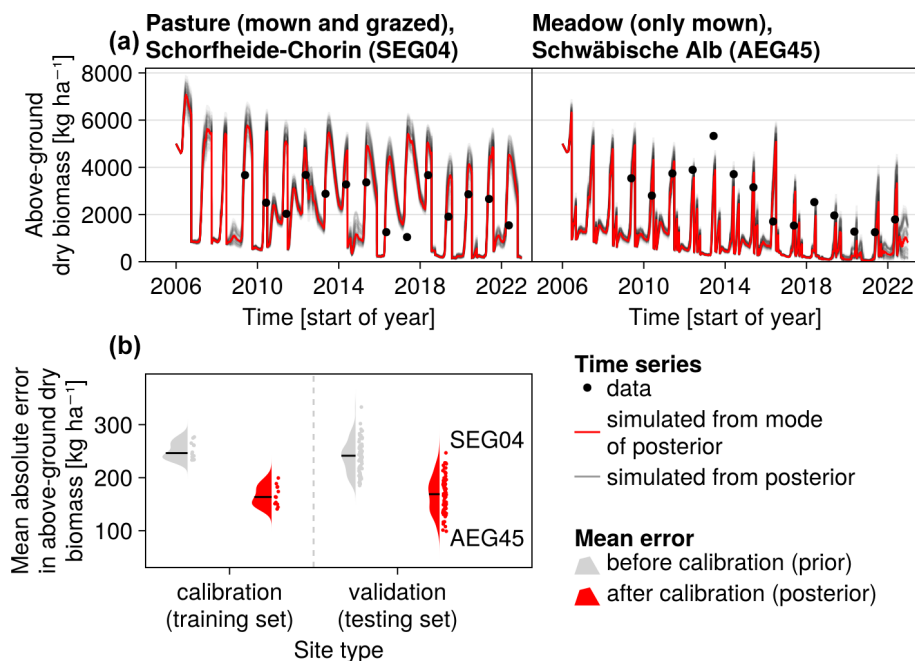 (a)
Pasture (mown and grazed),
Schorfheide-Chorin (SEG04)
Meadow (only mown),
Schwäbische Alb (AEG45)
Above-ground
dry biomass [kg ha⁻¹]
8000
6000
4000
2000
0
2006 2010 2014 2018 2022
2006 2010 2014 2018 2022
Time [start of year]
Time [start of year]
(b)
Mean absolute error
in above-ground dry
biomass [kg ha⁻¹]
300
200
100
SEG04
AEG45
calibration
(training set)
validation
(testing set)
Site type
Time series
data
simulated from mode
of posterior
simulated from posterior
Mean error
before calibration (prior)
after calibration (posterior)